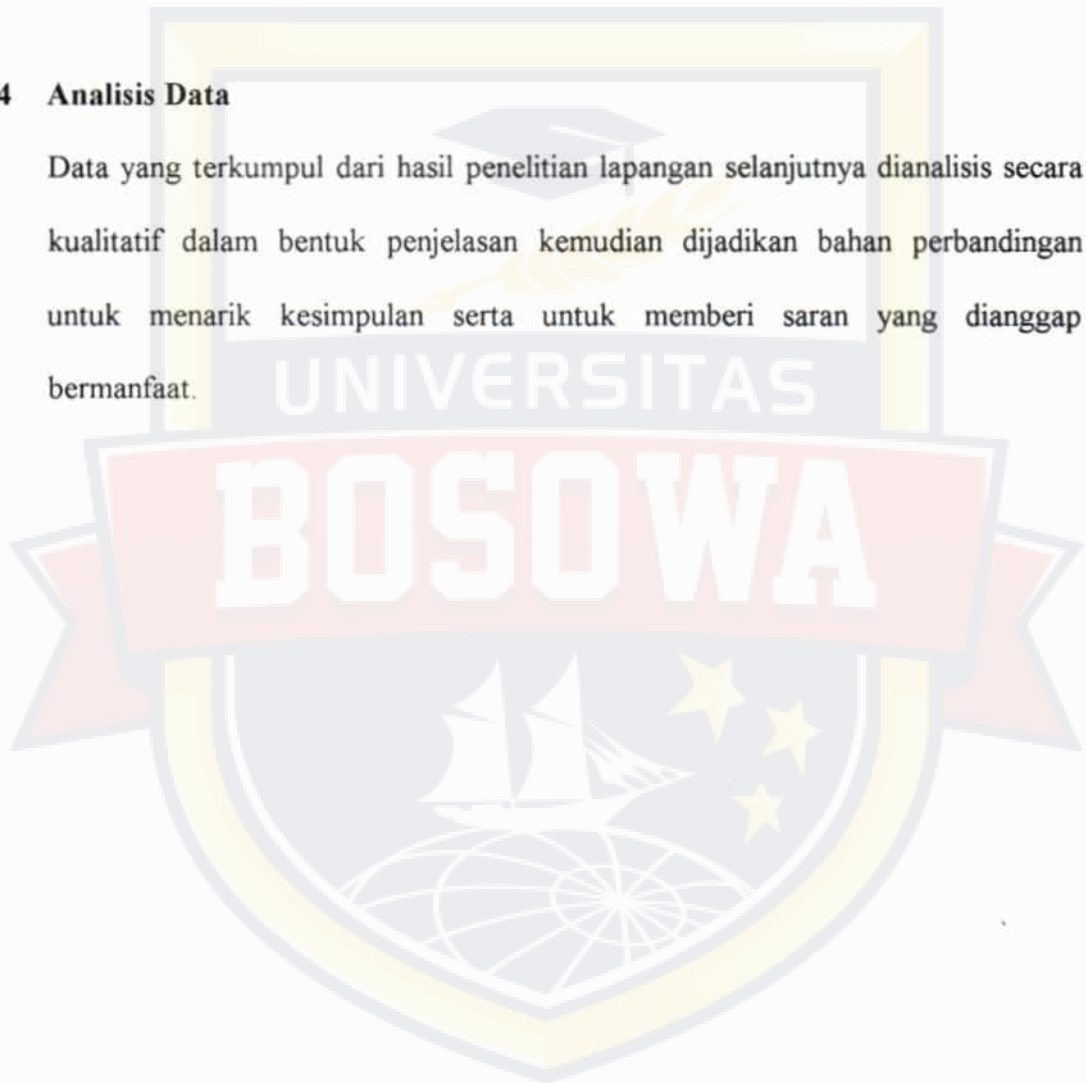 4 Analisis Data
Data yang terkumpul dari hasil penelitian lapangan selanjutnya dianalisis secara
kualitatif dalam bentuk penjelasan kemudian dijadikan bahan perbandingan
untuk menarik kesimpulan serta untuk memberi saran yang dianggap
bermanfaat.
UNIVERSITAS
BOSOWA